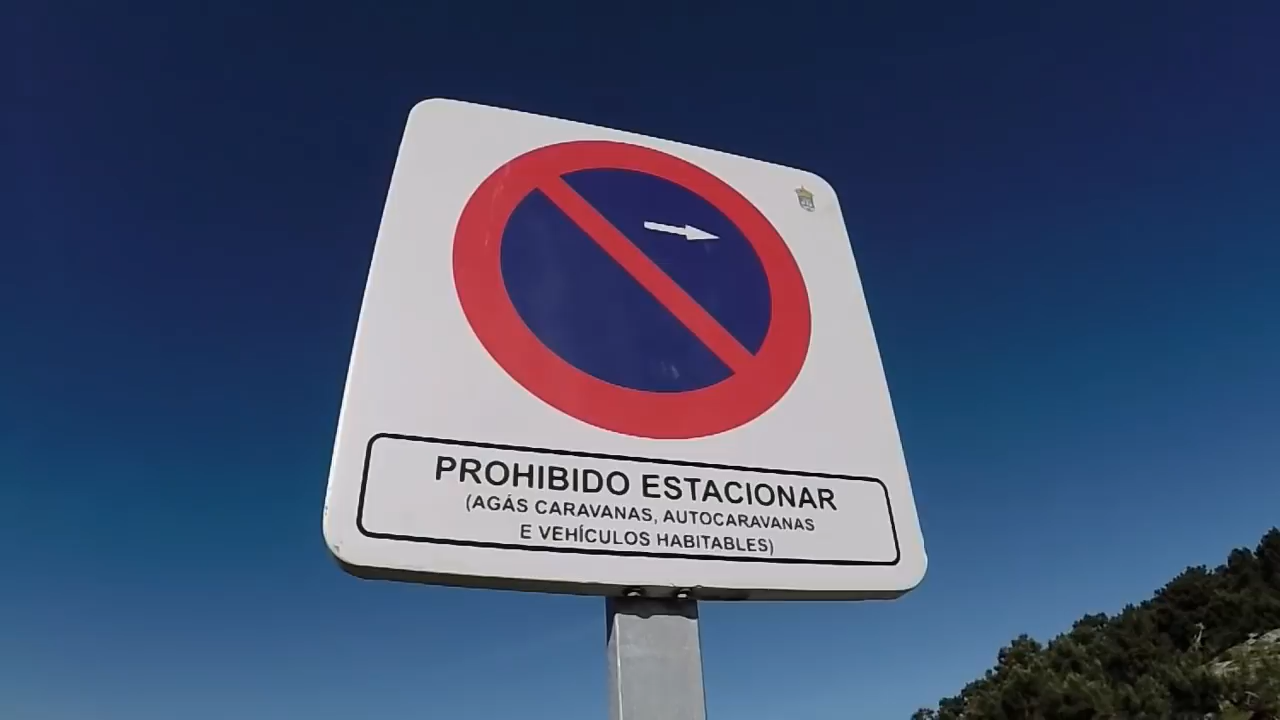 PROHIBIDO ESTACIONAR
(AGÁS CARAVANAS, AUTOCARAVANAS
E VEHÍCULOS HABITABLES)